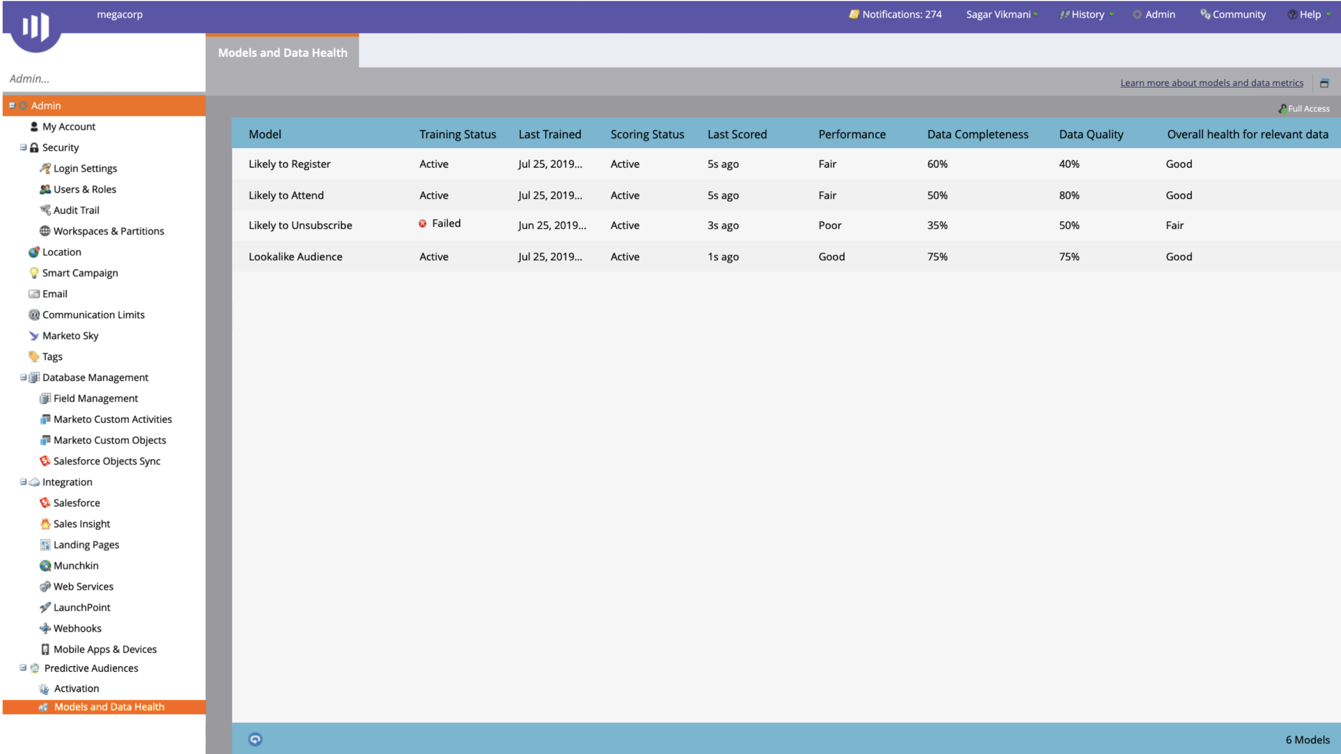 megacorp
Notifications: 274 Sagar Vikmani History Admin Community Help
Models and Data Health
Admin...
Learn more about models and data metrics
Full Access
Admin
My Account
Security
Login Settings
Users & Roles
Audit Trail
Workspaces & Partitions
Location
Smart Campaign
Email
Communication Limits
Marketo Sky
Tags
Database Management
Field Management
Marketo Custom Activities
Marketo Custom Objects
Salesforce Objects Sync
Integration
Salesforce
Sales Insight
Landing Pages
Munchkin
Web Services
LaunchPoint
Webhooks
Mobile Apps & Devices
Predictive Audiences
Activation
Models and Data Health
Model Training Status Last Trained Scoring Status Last Scored Performance Data Completeness Data Quality Overall health for relevant data
Likely to Register Active Jul 25, 2019... Active 5s ago Fair 60% 40% Good
Likely to Attend Active Jul 25, 2019... Active 5s ago Fair 50% 80% Good
Likely to Unsubscribe Failed Jun 25, 2019... Active 3s ago Poor 35% 50% Fair
Lookalike Audience Active Jul 25, 2019... Active 1s ago Good 75% 75% Good
6 Models